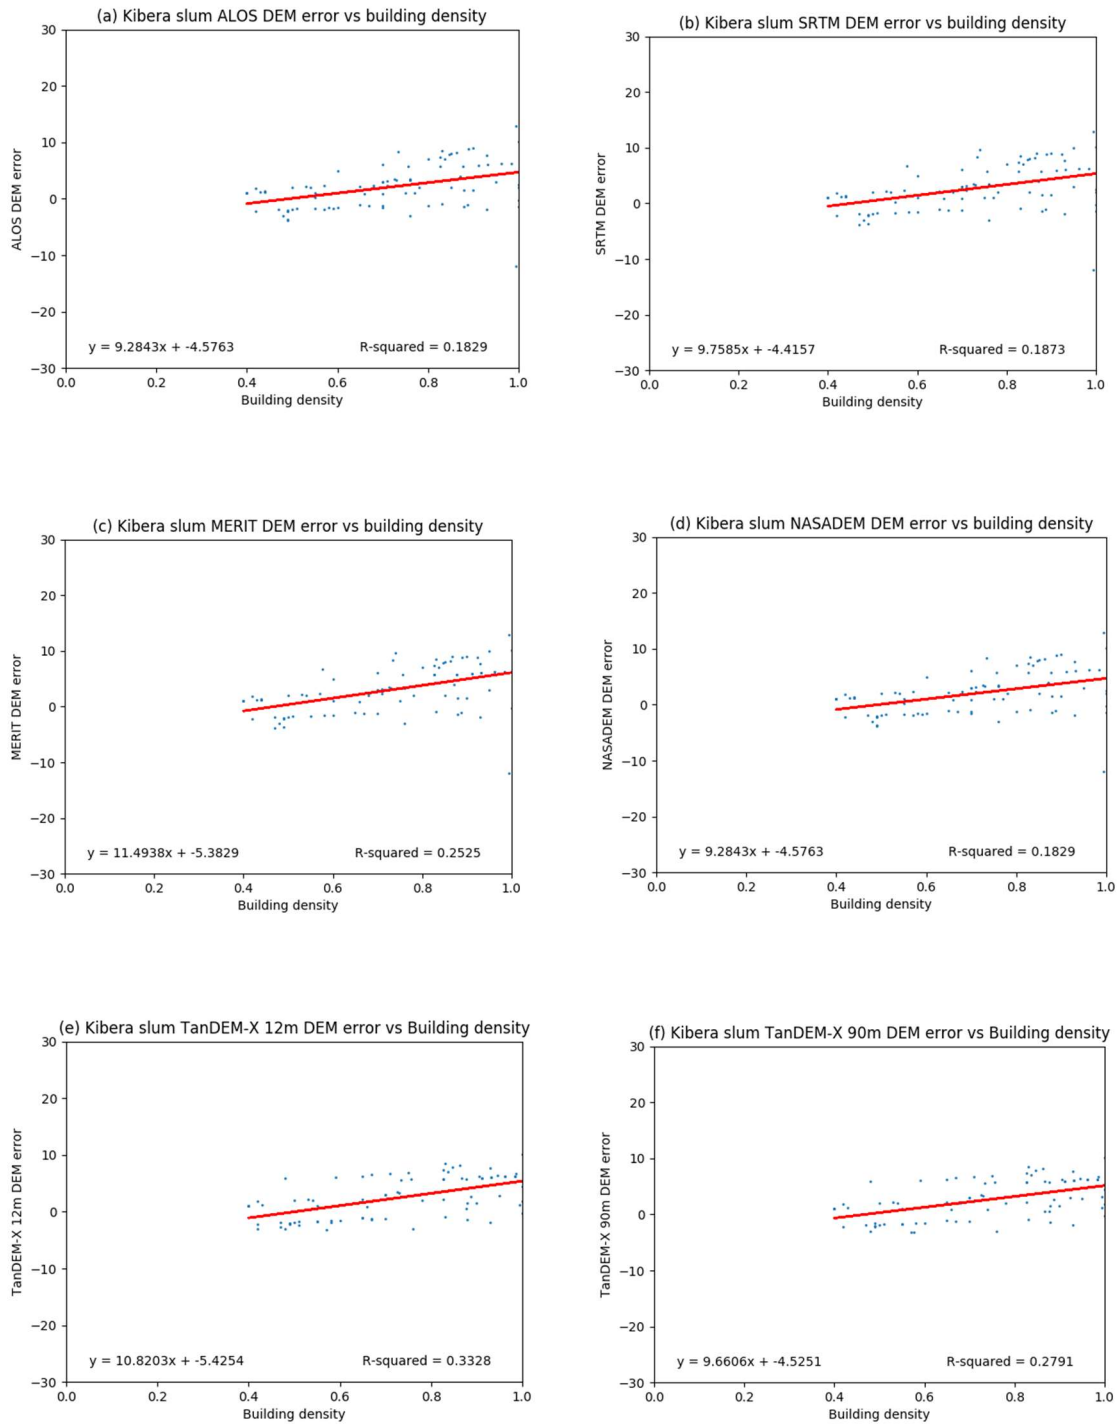 (a) Kibera slum ALOS DEM error vs building density
30
20
10
0
−10
−20
−30
ALOS DEM error
y = 9.2843x + -4.5763
R-squared = 0.1829
0.0 0.2 0.4 0.6 0.8 1.0
Building density
(b) Kibera slum SRTM DEM error vs building density
30
20
10
0
−10
−20
−30
SRTM DEM error
y = 9.7585x + -4.4157
R-squared = 0.1873
0.0 0.2 0.4 0.6 0.8 1.0
Building density
(c) Kibera slum MERIT DEM error vs building density
30
20
10
0
−10
−20
−30
MERIT DEM error
y = 11.4938x + -5.3829
R-squared = 0.2525
0.0 0.2 0.4 0.6 0.8 1.0
Building density
(d) Kibera slum NASADEM DEM error vs building density
30
20
10
0
−10
−20
−30
NASADEM DEM error
y = 9.2843x + -4.5763
R-squared = 0.1829
0.0 0.2 0.4 0.6 0.8 1.0
Building density
(e) Kibera slum TanDEM-X 12m DEM error vs Building density
30
20
10
0
−10
−20
−30
TanDEM-X 12m DEM error
y = 10.8203x + -5.4254
R-squared = 0.3328
0.0 0.2 0.4 0.6 0.8 1.0
Building density
(f) Kibera slum TanDEM-X 90m DEM error vs Building density
30
20
10
0
−10
−20
−30
TanDEM-X 90m DEM error
y = 9.6606x + -4.5251
R-squared = 0.2791
0.0 0.2 0.4 0.6 0.8 1.0
Building density